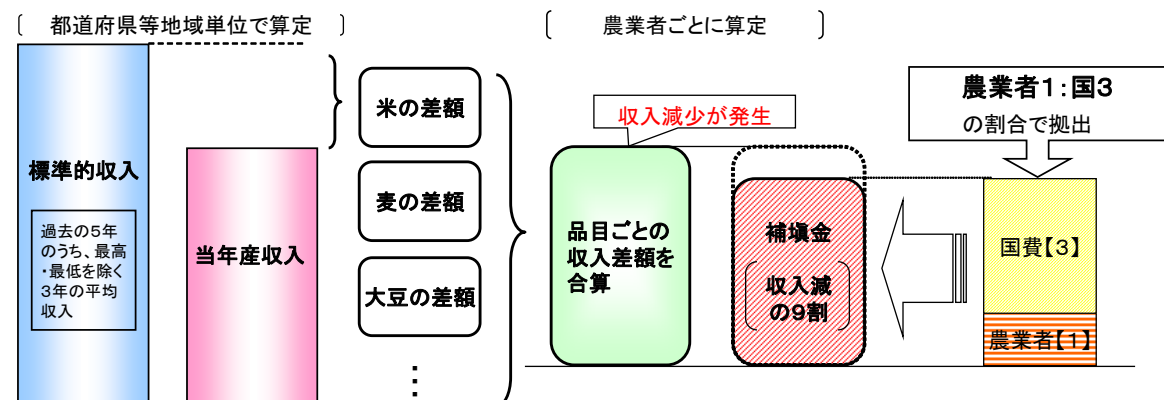 〔 都道府県等地域単位で算定 〕
標準的収入
過去の5年
のうち、最高
・最低を除く
3年の平均
収入
当年産収入
米の差額
麦の差額
大豆の差額
⋮
〔 農業者ごとに算定 〕
収入減少が発生
品目ごとの
収入差額を
合算
補塡金
収入減
の9割
農業者1：国3
の割合で拠出
国費【3】
農業者【1】